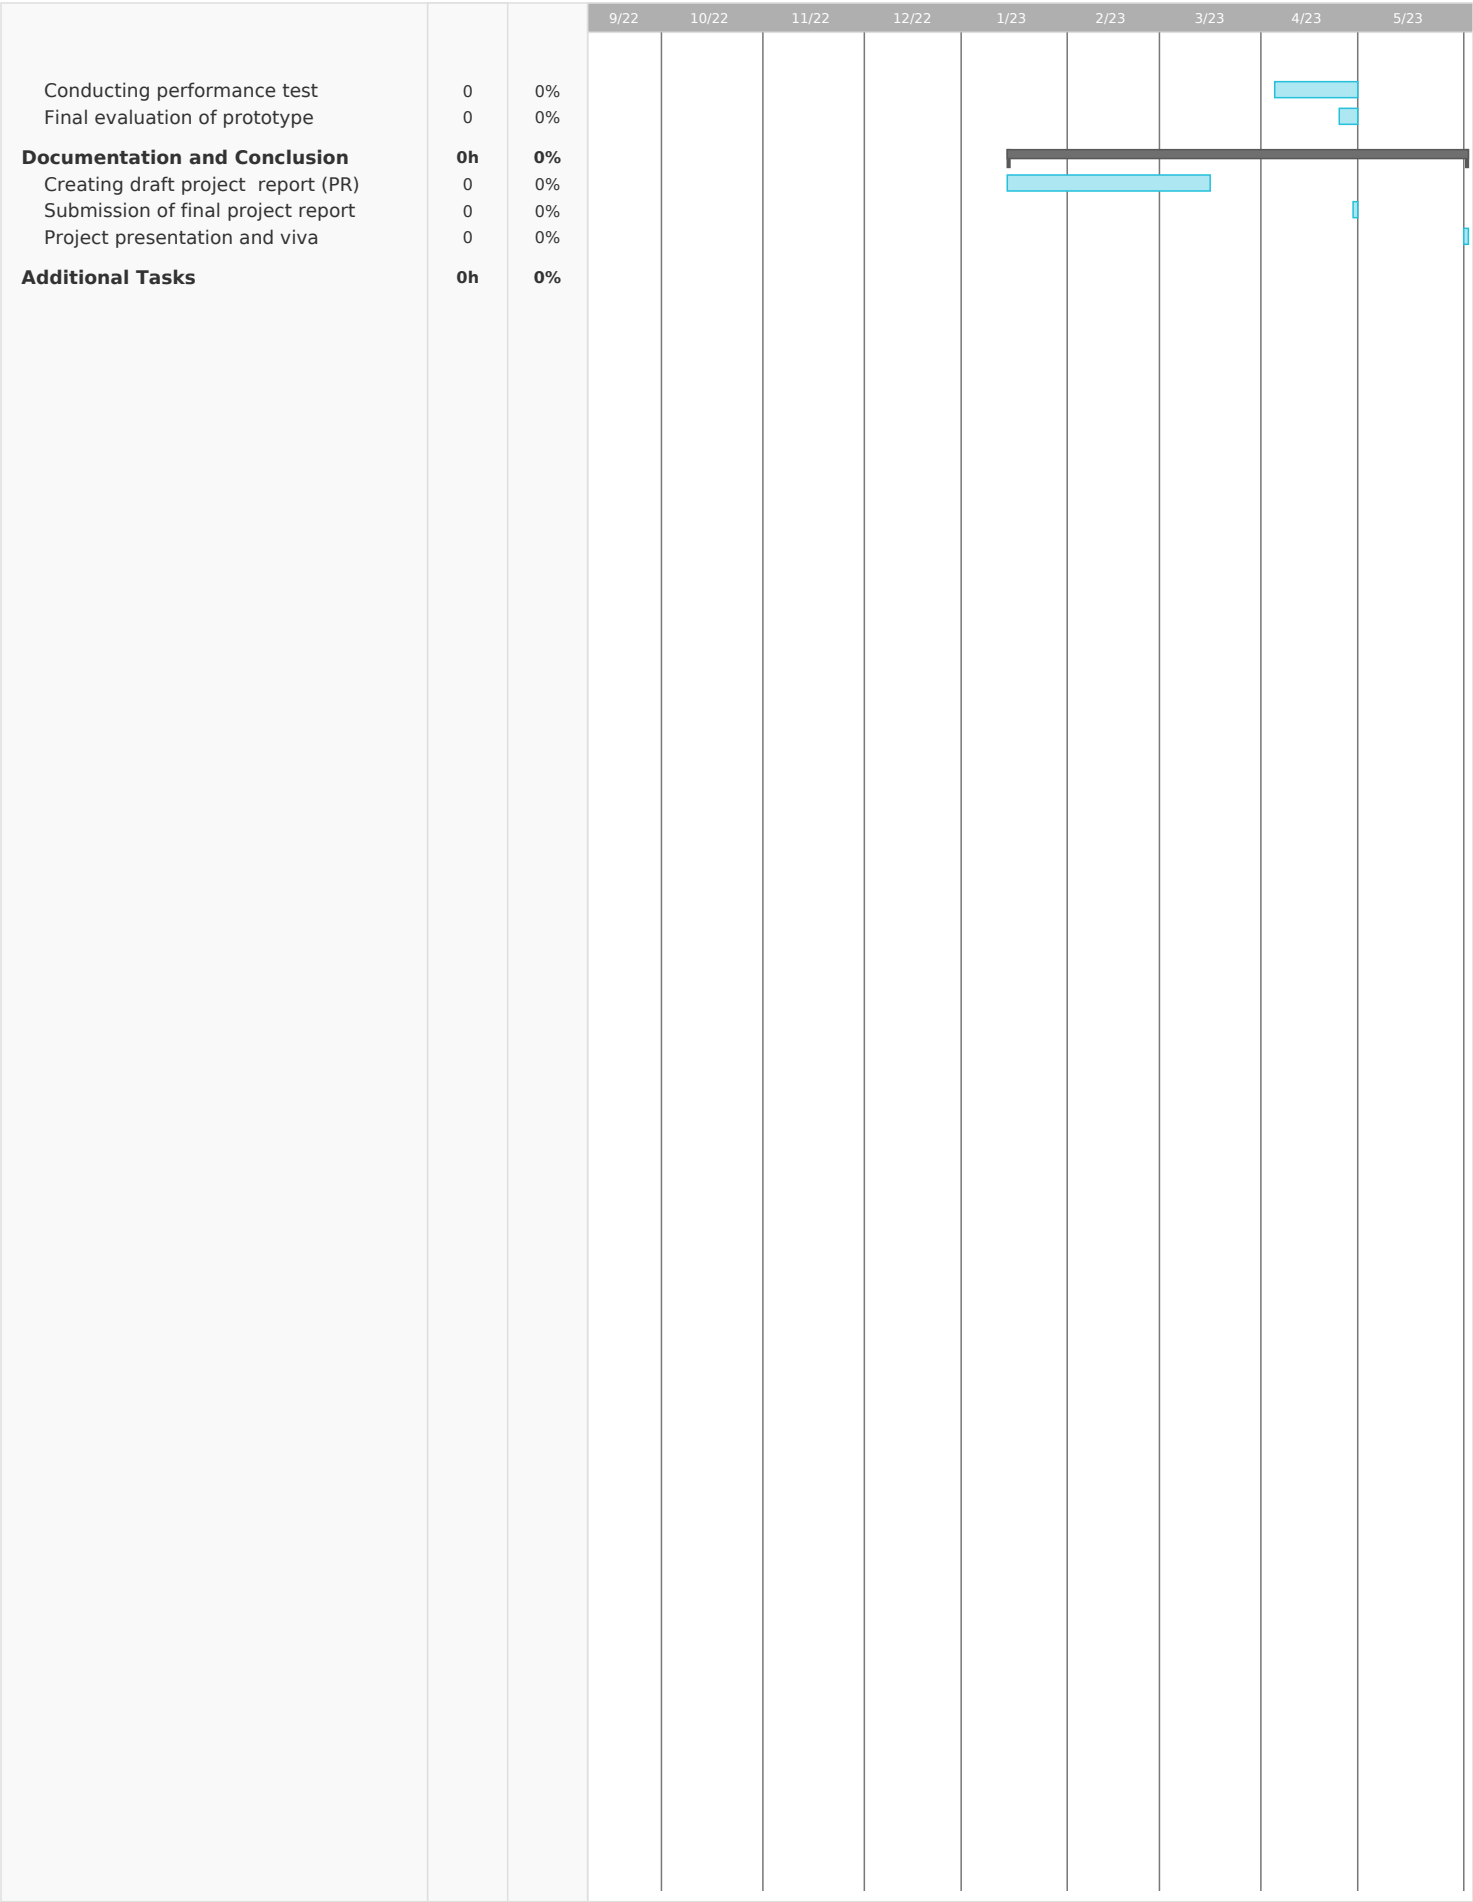 9/22 10/22 11/22 12/22 1/23 2/23 3/23 4/23 5/23
Conducting performance test 0 0%
Final evaluation of prototype 0 0%
Documentation and Conclusion 0h 0%
Creating draft project  report (PR) 0 0%
Submission of final project report 0 0%
Project presentation and viva 0 0%
Additional Tasks 0h 0%